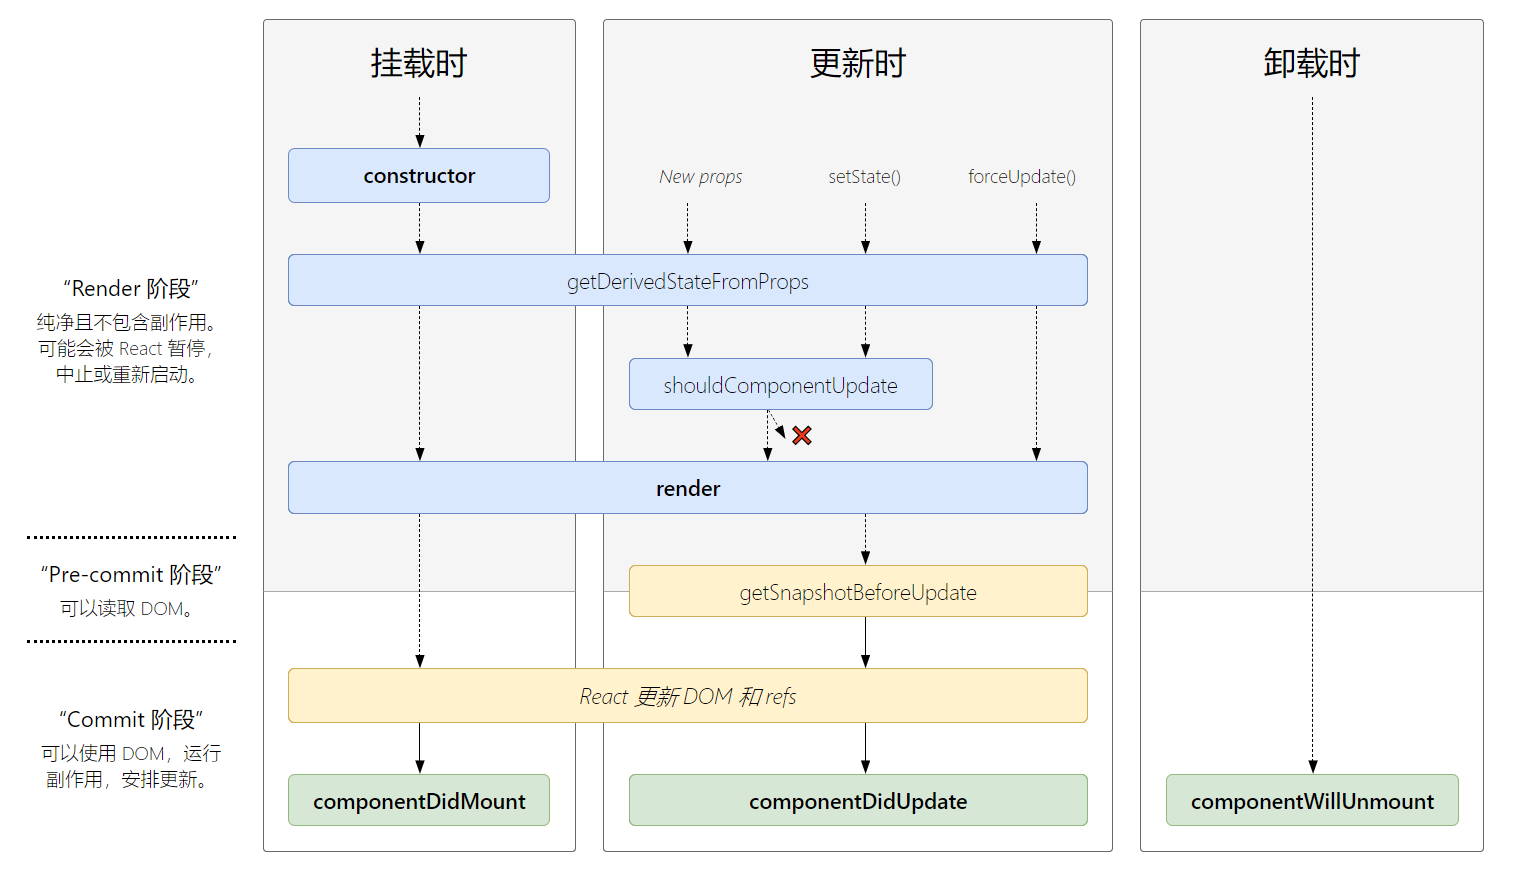 挂载时
更新时
卸载时
constructor
New props
setState()
forceUpdate()
getDerivedStateFromProps
“Render 阶段”
纯净且不包含副作用。
可能会被 React 暂停，
中止或重新启动。
shouldComponentUpdate
render
“Pre-commit 阶段”
可以读取 DOM。
getSnapshotBeforeUpdate
React 更新 DOM 和 refs
“Commit 阶段”
可以使用 DOM，运行
副作用，安排更新。
componentDidMount
componentDidUpdate
componentWillUnmount